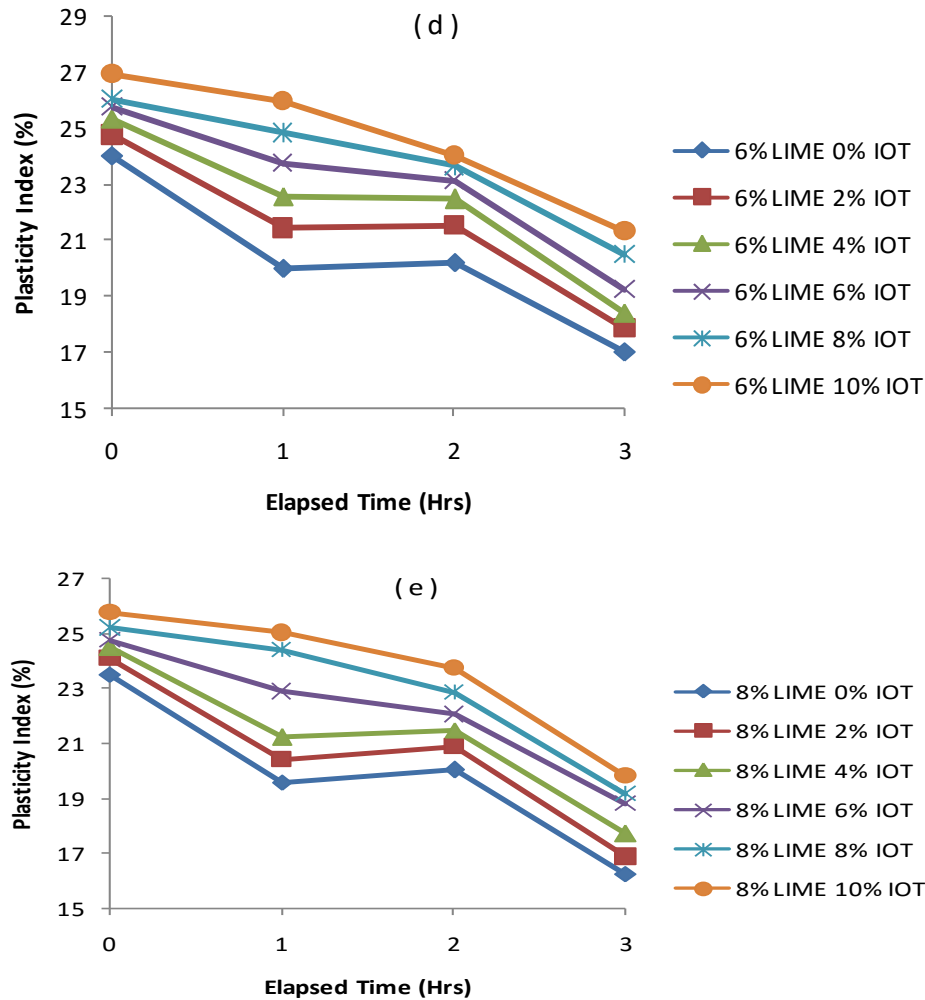 ( d )
29
27
25
23
21
19
17
15
Plasticity Index (%)
0 1 2 3
Elapsed Time (Hrs)
6% LIME 0% IOT
6% LIME 2% IOT
6% LIME 4% IOT
6% LIME 6% IOT
6% LIME 8% IOT
6% LIME 10% IOT
( e )
27
25
23
21
19
17
15
Plasticity Index (%)
0 1 2 3
Elapsed Time (Hrs)
8% LIME 0% IOT
8% LIME 2% IOT
8% LIME 4% IOT
8% LIME 6% IOT
8% LIME 8% IOT
8% LIME 10% IOT